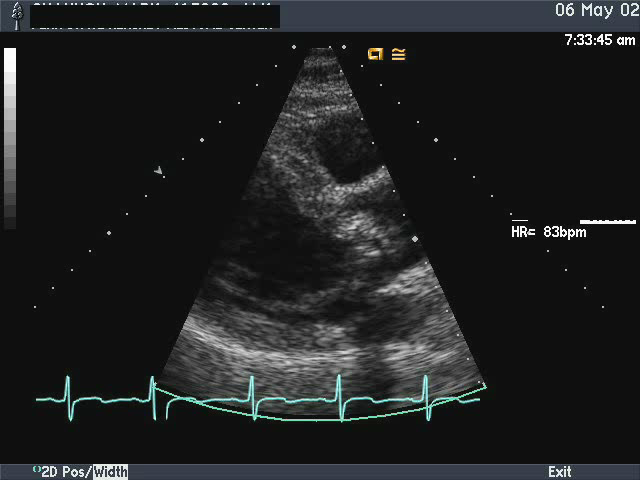 06 May 02
7:33:45 am
HR= 83bpm
2D Pos/Width
Exit